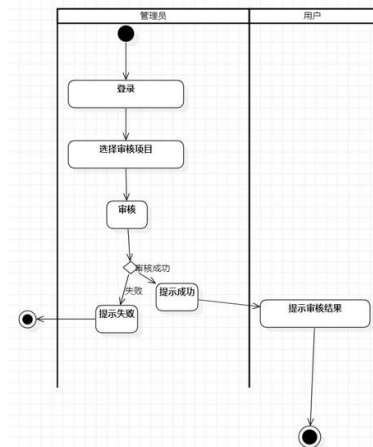 管理员
用户
登录
选择审核项目
审核
审核成功
失败
提示成功
提示失败
提示审核结果